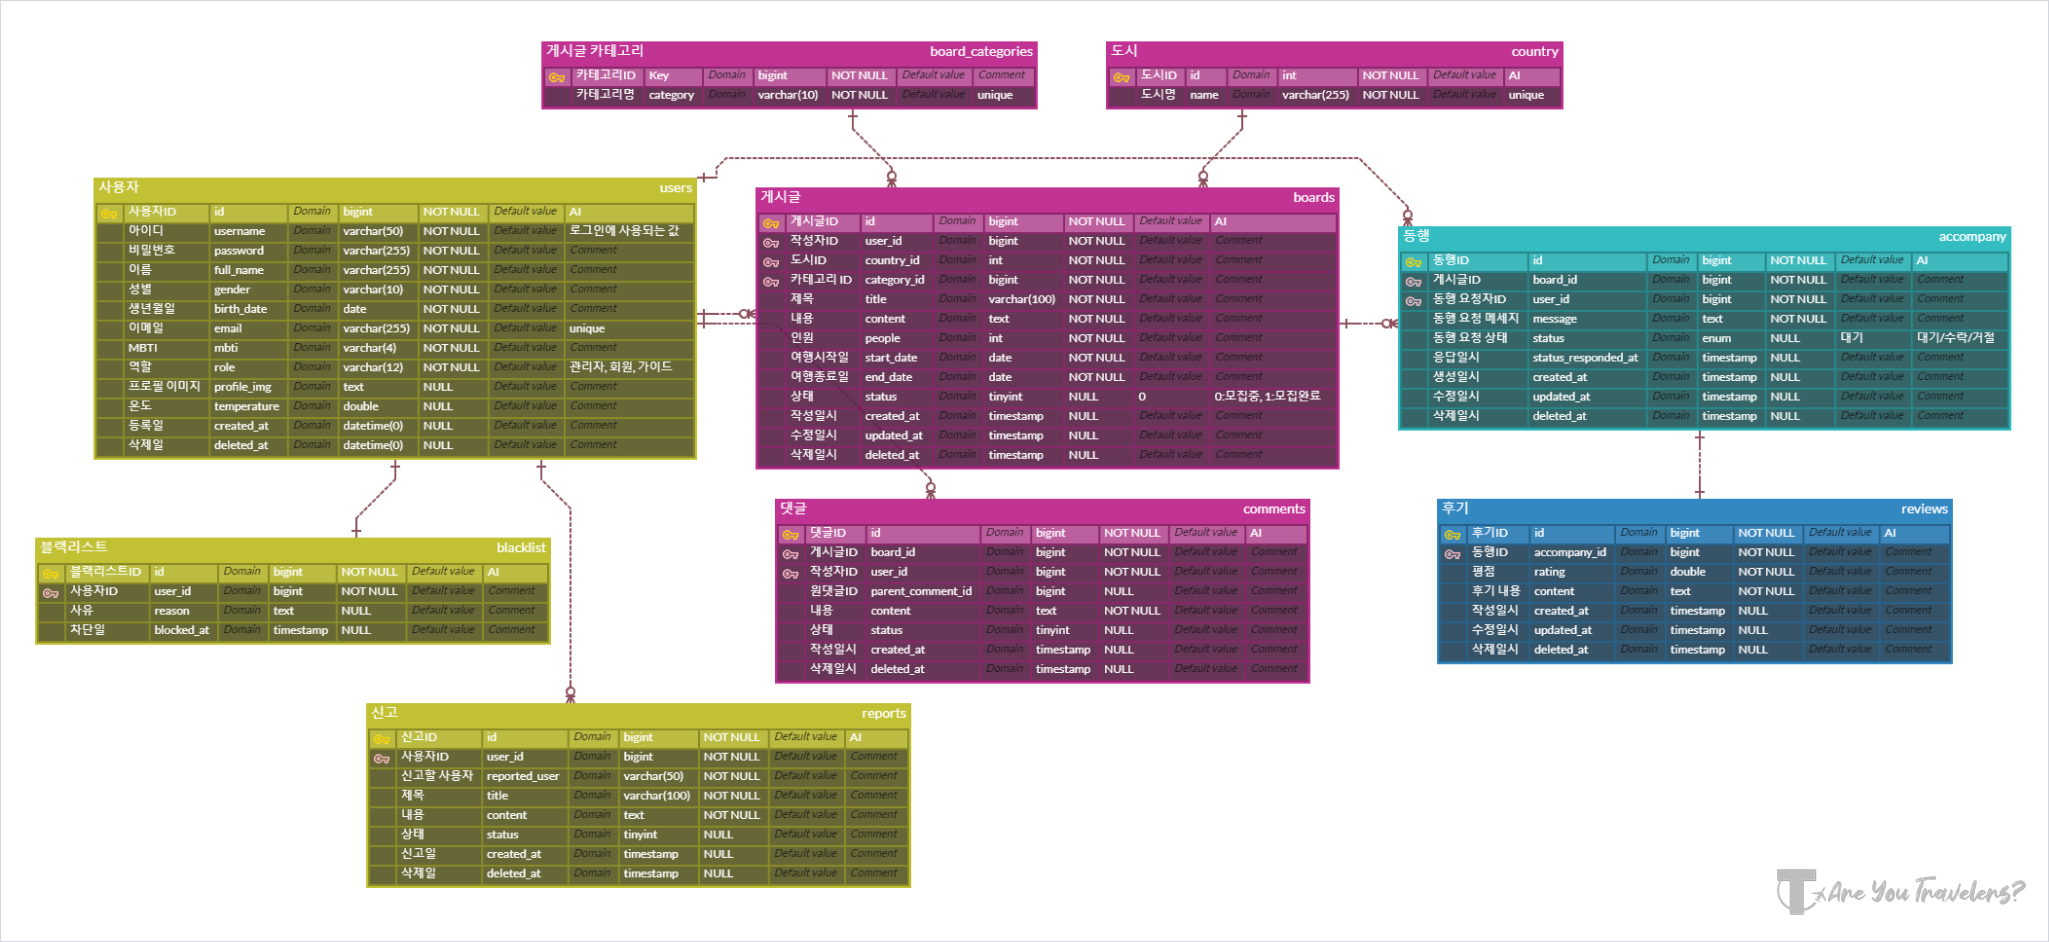 게시글 카테고리 board_categories
카테고리ID Key Domain bigint NOT NULL Default value Comment
카테고리명 category Domain varchar(10) NOT NULL Default value unique
도시 country
도시ID id Domain int NOT NULL Default value AI
도시명 name Domain varchar(255) NOT NULL Default value unique
사용자 users
사용자ID id Domain bigint NOT NULL Default value AI
아이디 username Domain varchar(50) NOT NULL Default value 로그인에 사용되는 값
비밀번호 password Domain varchar(255) NOT NULL Default value Comment
이름 full_name Domain varchar(255) NOT NULL Default value Comment
성별 gender Domain varchar(10) NOT NULL Default value Comment
생년월일 birth_date Domain date NOT NULL Default value Comment
이메일 email Domain varchar(255) NOT NULL Default value unique
MBTI mbti Domain varchar(4) NOT NULL Default value Comment
역할 role Domain varchar(12) NOT NULL Default value 관리자, 회원, 가이드
프로필 이미지 profile_img Domain text NULL Default value Comment
온도 temperature Domain double NULL Default value Comment
등록일 created_at Domain datetime(0) NULL Default value Comment
삭제일 deleted_at Domain datetime(0) NULL Default value Comment
게시글 boards
게시글ID id Domain bigint NOT NULL Default value AI
작성자ID user_id Domain bigint NOT NULL Default value Comment
도시ID country_id Domain int NOT NULL Default value Comment
카테고리 ID category_id Domain bigint NOT NULL Default value Comment
제목 title Domain varchar(100) NOT NULL Default value Comment
내용 content Domain text NOT NULL Default value Comment
인원 people Domain int NOT NULL Default value Comment
여행시작일 start_date Domain date NOT NULL Default value Comment
여행종료일 end_date Domain date NOT NULL Default value Comment
상태 status Domain tinyint NULL 0 0:모집중, 1:모집완료
작성일시 created_at Domain timestamp NULL Default value Comment
수정일시 updated_at Domain timestamp NULL Default value Comment
삭제일시 deleted_at Domain timestamp NULL Default value Comment
동행 accompany
동행ID id Domain bigint NOT NULL Default value AI
게시글ID board_id Domain bigint NOT NULL Default value Comment
동행 요청자ID user_id Domain bigint NOT NULL Default value Comment
동행 요청 메세지 message Domain text NOT NULL Default value Comment
동행 요청 상태 status Domain enum NULL 대기 대기/수락/거절
응답일시 status_responded_at Domain timestamp NULL Default value Comment
생성일시 created_at Domain timestamp NULL Default value Comment
수정일시 updated_at Domain timestamp NULL Default value Comment
삭제일시 deleted_at Domain timestamp NULL Default value Comment
블랙리스트 blacklist
블랙리스트ID id Domain bigint NOT NULL Default value AI
사용자ID user_id Domain bigint NOT NULL Default value Comment
사유 reason Domain text NULL Default value Comment
차단일 blocked_at Domain timestamp NULL Default value Comment
댓글 comments
댓글ID id Domain bigint NOT NULL Default value AI
게시글ID board_id Domain bigint NOT NULL Default value Comment
작성자ID user_id Domain bigint NOT NULL Default value Comment
원댓글ID parent_comment_id Domain bigint NULL Default value Comment
내용 content Domain text NOT NULL Default value Comment
상태 status Domain tinyint NULL Default value Comment
작성일시 created_at Domain timestamp NULL Default value Comment
삭제일시 deleted_at Domain timestamp NULL Default value Comment
후기 reviews
후기ID id Domain bigint NOT NULL Default value AI
동행ID accompany_id Domain bigint NOT NULL Default value Comment
평점 rating Domain double NOT NULL Default value Comment
후기 내용 content Domain text NOT NULL Default value Comment
작성일시 created_at Domain timestamp NULL Default value Comment
수정일시 updated_at Domain timestamp NULL Default value Comment
삭제일시 deleted_at Domain timestamp NULL Default value Comment
신고 reports
신고ID id Domain bigint NOT NULL Default value AI
사용자ID user_id Domain bigint NOT NULL Default value Comment
신고할 사용자 reported_user Domain varchar(50) NOT NULL Default value Comment
제목 title Domain varchar(100) NOT NULL Default value Comment
내용 content Domain text NOT NULL Default value Comment
상태 status Domain tinyint NULL Default value Comment
신고일 created_at Domain timestamp NULL Default value Comment
삭제일 deleted_at Domain timestamp NULL Default value Comment
T Are You Travelers?